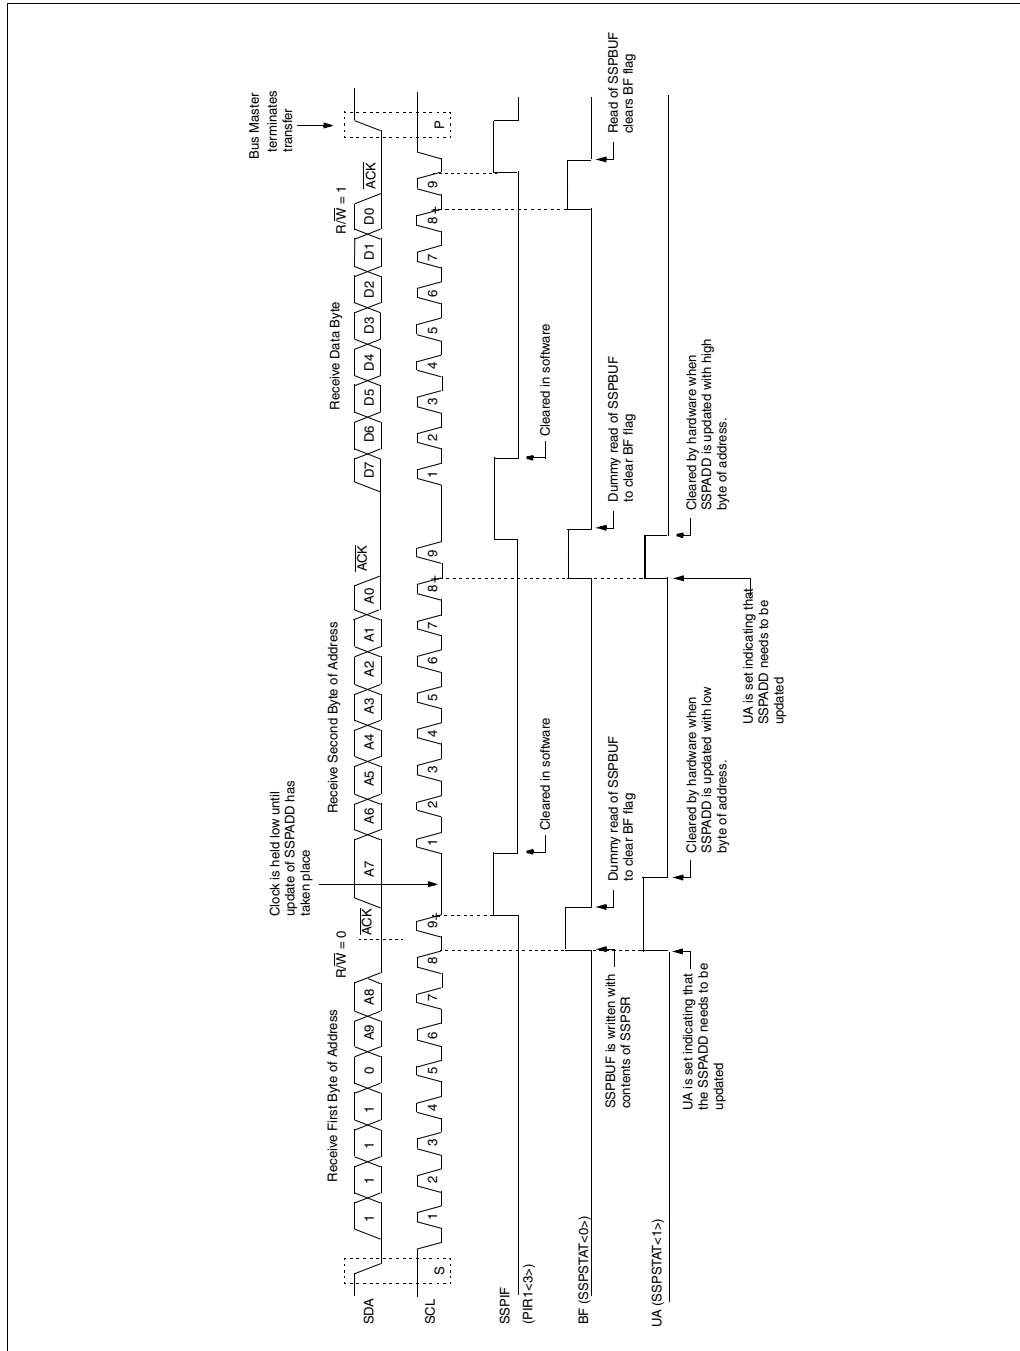 Bus Master
terminates
transfer
Receive First Byte of Address
R/W̅ = 0
Clock is held low until
update of SSPADD has
taken place
Receive Second Byte of Address
Receive Data Byte
R/W̅ = 1
SDA
1 1 1 1 0 A9 A8 A̅C̅K̅ A7 A6 A5 A4 A3 A2 A1 A0 A̅C̅K̅ D7 D6 D5 D4 D3 D2 D1 D0 A̅C̅K̅
SCL
S 1 2 3 4 5 6 7 8 9 1 2 3 4 5 6 7 8 9 1 2 3 4 5 6 7 8 9 P
SSPIF
(PIR1<3>)
Cleared in software
Cleared in software
BF (SSPSTAT<0>)
SSPBUF is written with
contents of SSPSR
Dummy read of SSPBUF
to clear BF flag
Dummy read of SSPBUF
to clear BF flag
Read of SSPBUF
clears BF flag
UA (SSPSTAT<1>)
UA is set indicating that
the SSPADD needs to be
updated
Cleared by hardware when
SSPADD is updated with low
byte of address.
UA is set indicating that
SSPADD needs to be
updated
Cleared by hardware when
SSPADD is updated with high
byte of address.